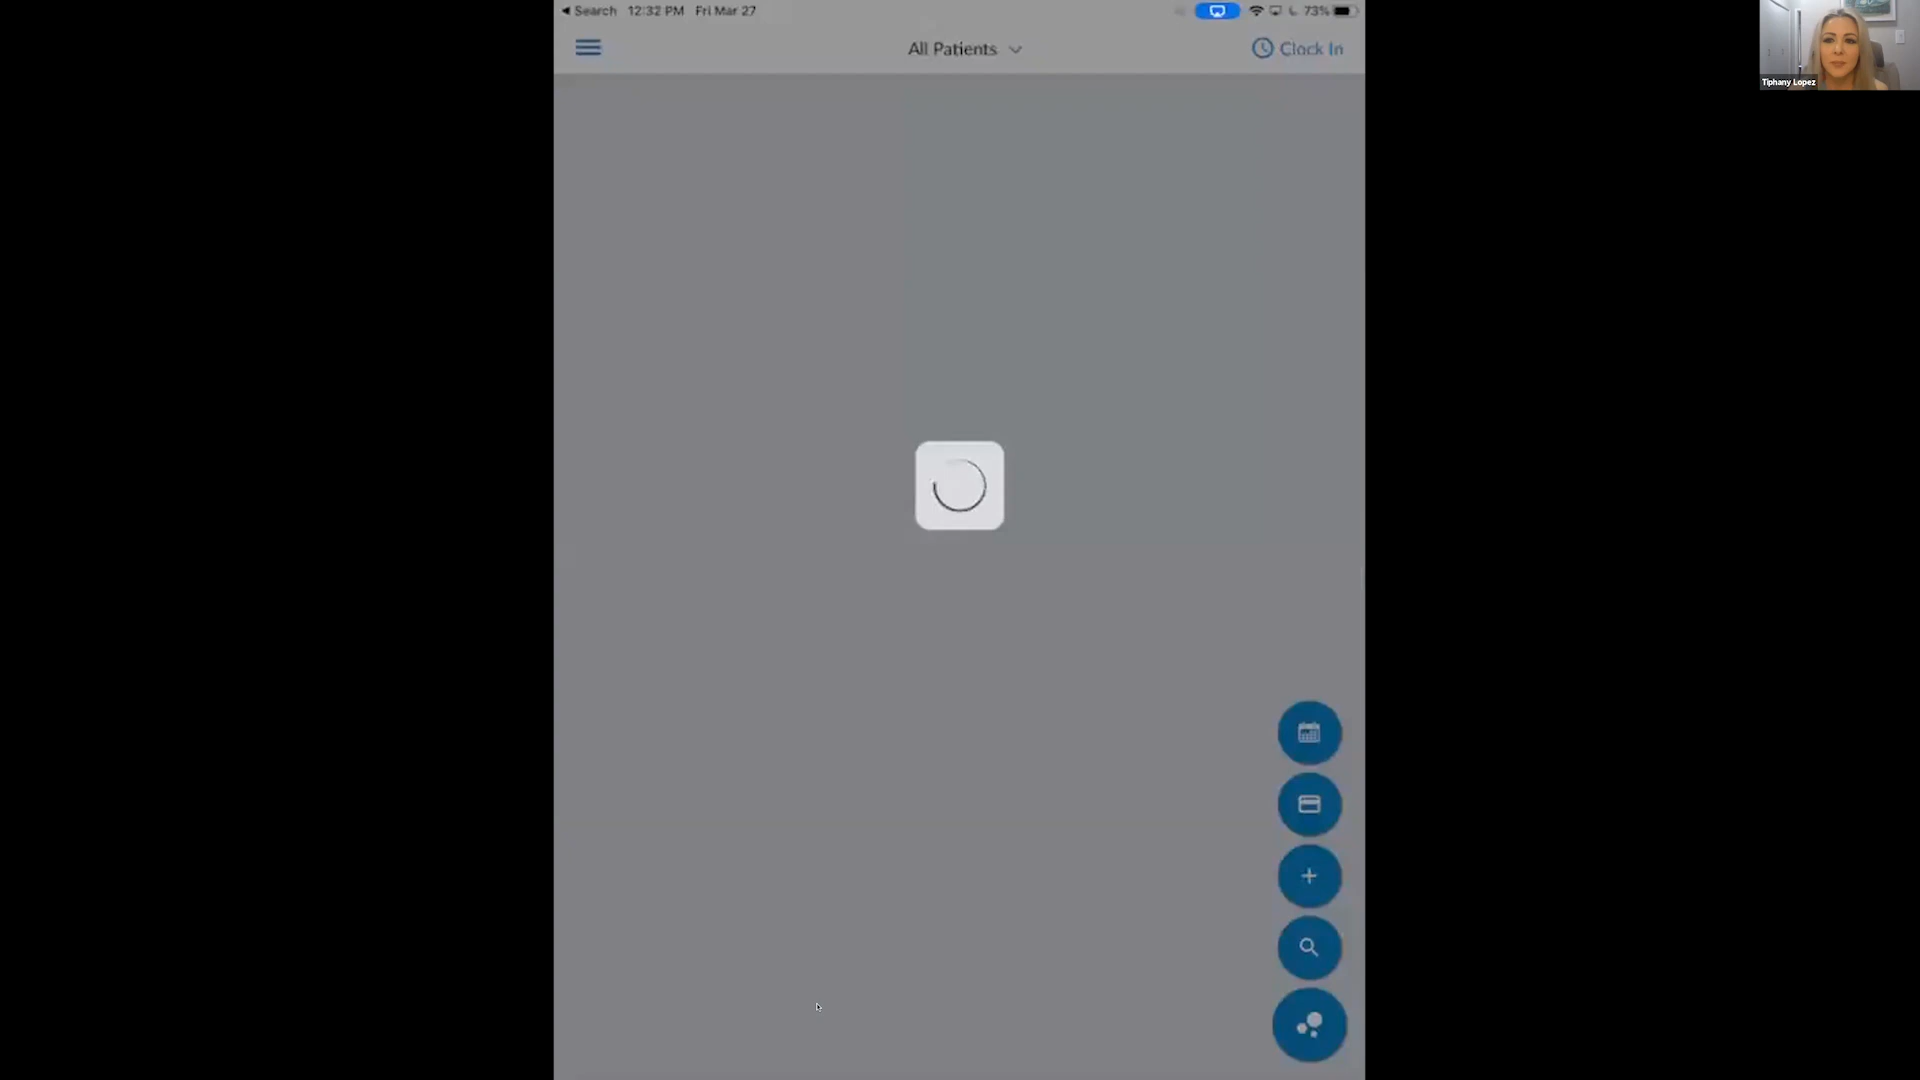 Search 12:32 PM Fri Mar 27 73%
All Patients
Clock In
Tiphany Lopez